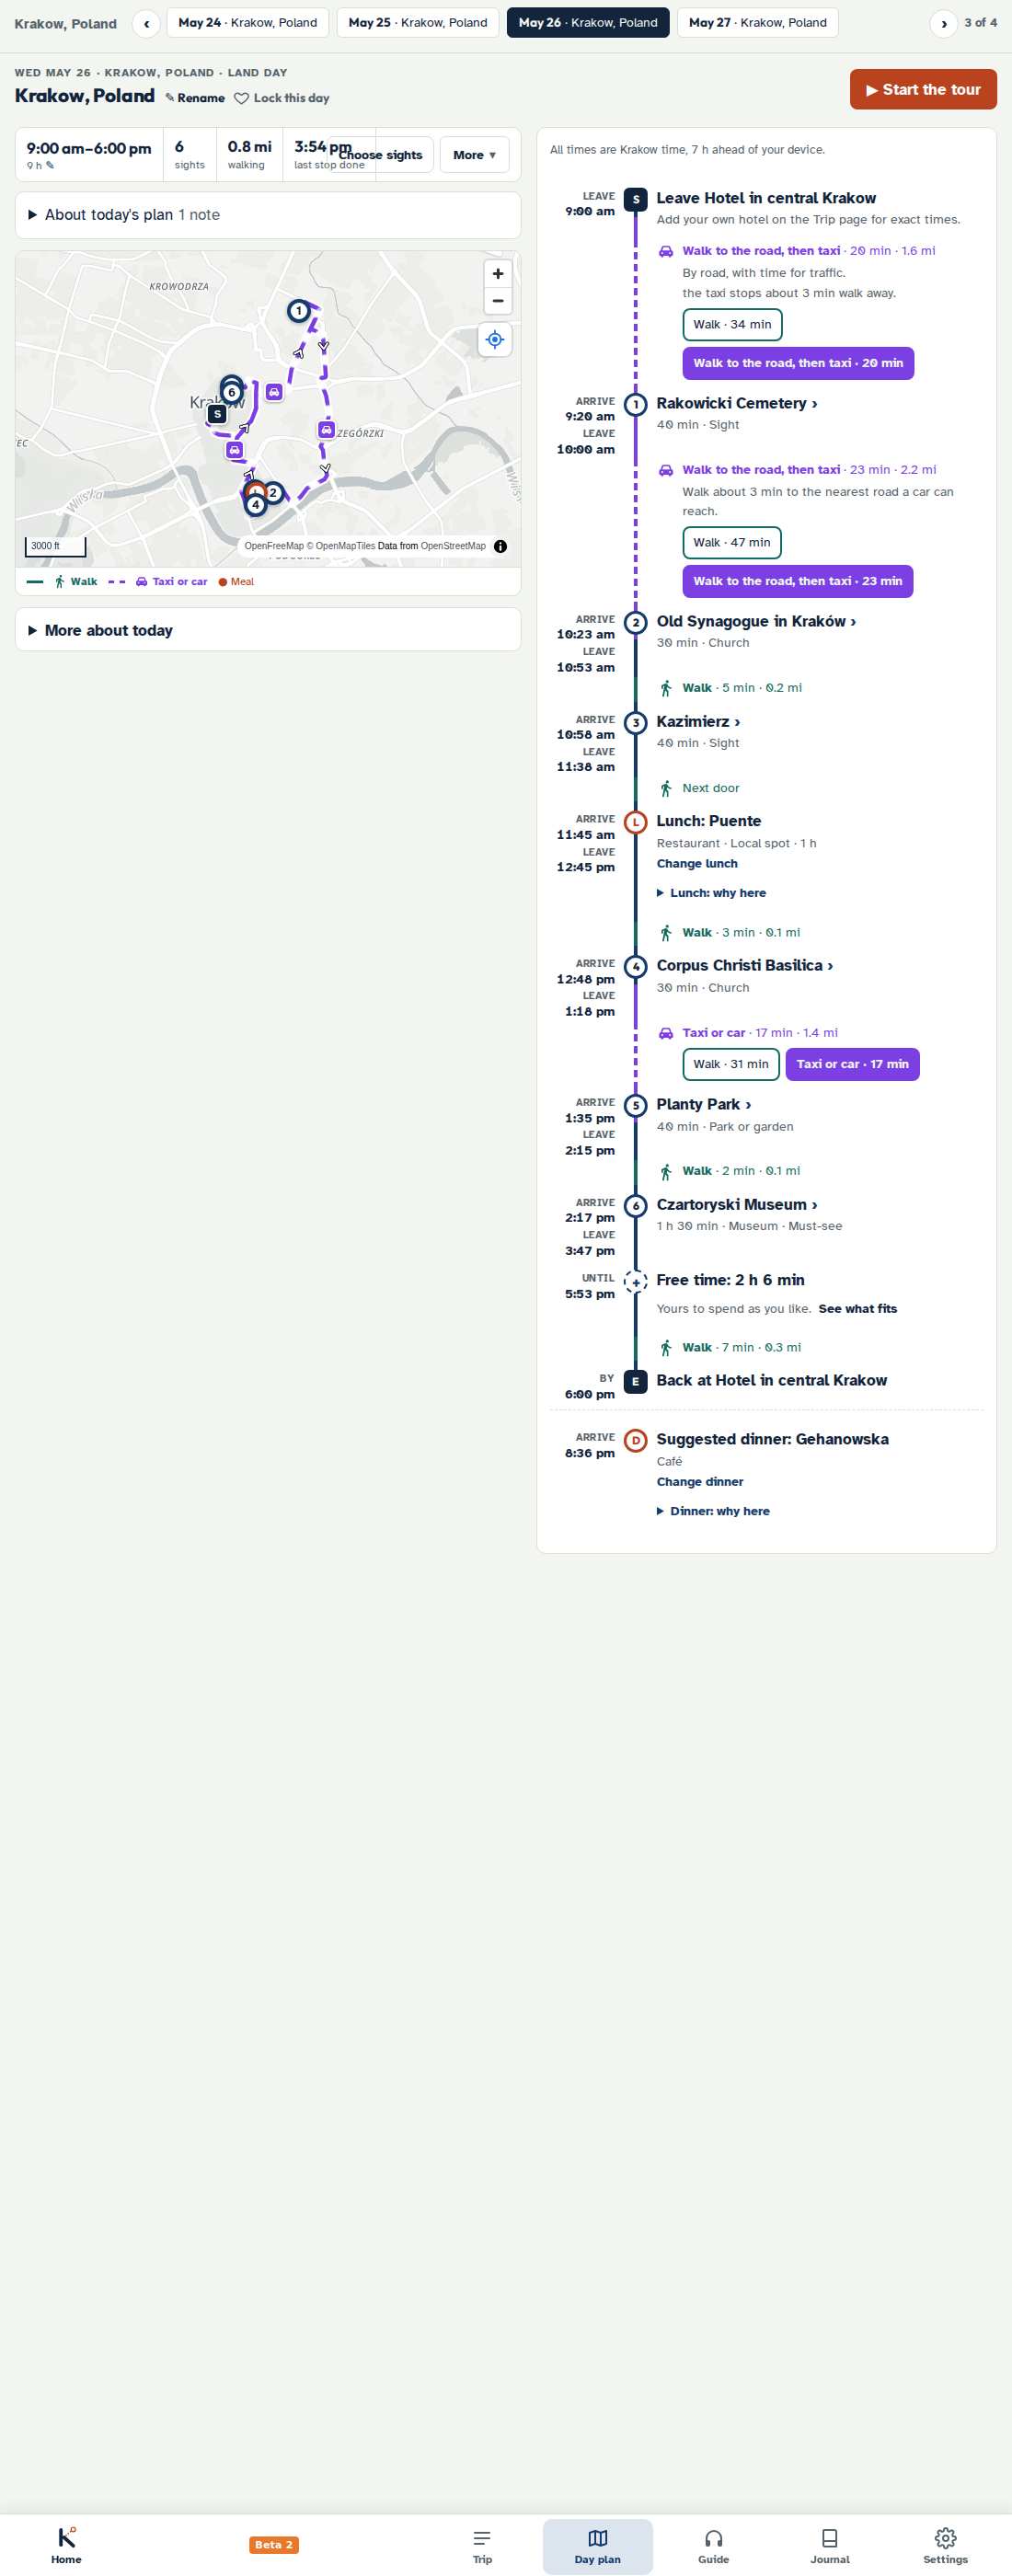 Krakow, Poland
‹
May 24 · Krakow, Poland
May 25 · Krakow, Poland
May 26 · Krakow, Poland
May 27 · Krakow, Poland
›
3 of 4
WED MAY 26 · KRAKOW, POLAND · LAND DAY
Krakow, Poland
✎ Rename
Lock this day
▶ Start the tour
9:00 am–6:00 pm
9 h ✎
6
sights
0.8 mi
walking
3:54 pm
last stop done
Choose sights
More ▾
▶ About today's plan 1 note
KROWODRZA
1
6
Krakow
S
ZEGÓRZKI
2
4
Wisła
3000 ft
OpenFreeMap © OpenMapTiles Data from OpenStreetMap
Walk
Taxi or car
Meal
▶ More about today
All times are Krakow time, 7 h ahead of your device.
LEAVE
9:00 am
S
Leave Hotel in central Krakow
Add your own hotel on the Trip page for exact times.
Walk to the road, then taxi · 20 min · 1.6 mi
By road, with time for traffic.
the taxi stops about 3 min walk away.
Walk · 34 min
Walk to the road, then taxi · 20 min
ARRIVE
9:20 am
LEAVE
10:00 am
1
Rakowicki Cemetery ›
40 min · Sight
Walk to the road, then taxi · 23 min · 2.2 mi
Walk about 3 min to the nearest road a car can
reach.
Walk · 47 min
Walk to the road, then taxi · 23 min
ARRIVE
10:23 am
LEAVE
10:53 am
2
Old Synagogue in Kraków ›
30 min · Church
Walk · 5 min · 0.2 mi
ARRIVE
10:58 am
LEAVE
11:38 am
3
Kazimierz ›
40 min · Sight
Next door
ARRIVE
11:45 am
LEAVE
12:45 pm
L
Lunch: Puente
Restaurant · Local spot · 1 h
Change lunch
▶ Lunch: why here
Walk · 3 min · 0.1 mi
ARRIVE
12:48 pm
LEAVE
1:18 pm
4
Corpus Christi Basilica ›
30 min · Church
Taxi or car · 17 min · 1.4 mi
Walk · 31 min
Taxi or car · 17 min
ARRIVE
1:35 pm
LEAVE
2:15 pm
5
Planty Park ›
40 min · Park or garden
Walk · 2 min · 0.1 mi
ARRIVE
2:17 pm
LEAVE
3:47 pm
6
Czartoryski Museum ›
1 h 30 min · Museum · Must-see
UNTIL
5:53 pm
+
Free time: 2 h 6 min
Yours to spend as you like. See what fits
Walk · 7 min · 0.3 mi
BY
6:00 pm
E
Back at Hotel in central Krakow
ARRIVE
8:36 pm
D
Suggested dinner: Gehanowska
Café
Change dinner
▶ Dinner: why here
Home
Beta 2
Trip
Day plan
Guide
Journal
Settings